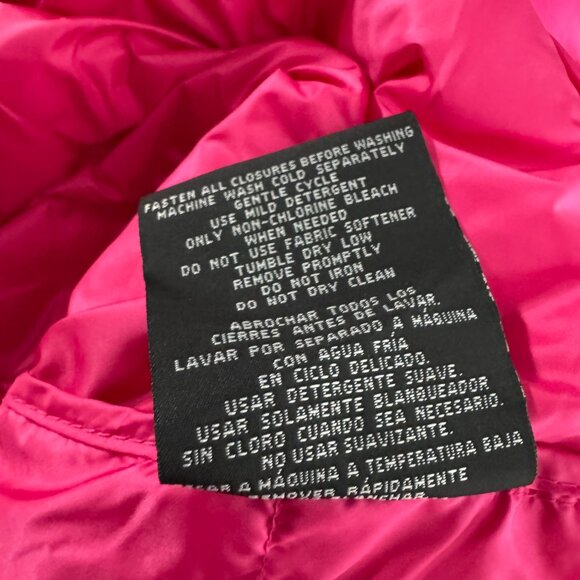 FASTEN ALL CLOSURES BEFORE WASHING
MACHINE WASH COLD SEPARATELY
GENTLE CYCLE
USE MILD DETERGENT
ONLY NON-CHLORINE BLEACH
WHEN NEEDED
DO NOT USE FABRIC SOFTENER
TUMBLE DRY LOW
REMOVE PROMPTLY
DO NOT IRON
DO NOT DRY CLEAN
ABROCHAR TODOS LOS
CIERRES ANTES DE LAVAR.
LAVAR POR SEPARADO A MÁQUINA
CON AGUA FRÍA
EN CICLO DELICADO.
USAR DETERGENTE SUAVE.
USAR SOLAMENTE BLANQUEADOR
SIN CLORO CUANDO SEA NECESARIO.
NO USAR SUAVIZANTE.
A MÁQUINA A TEMPERATURA BAJA
REMOVER RÁPIDAMENTE